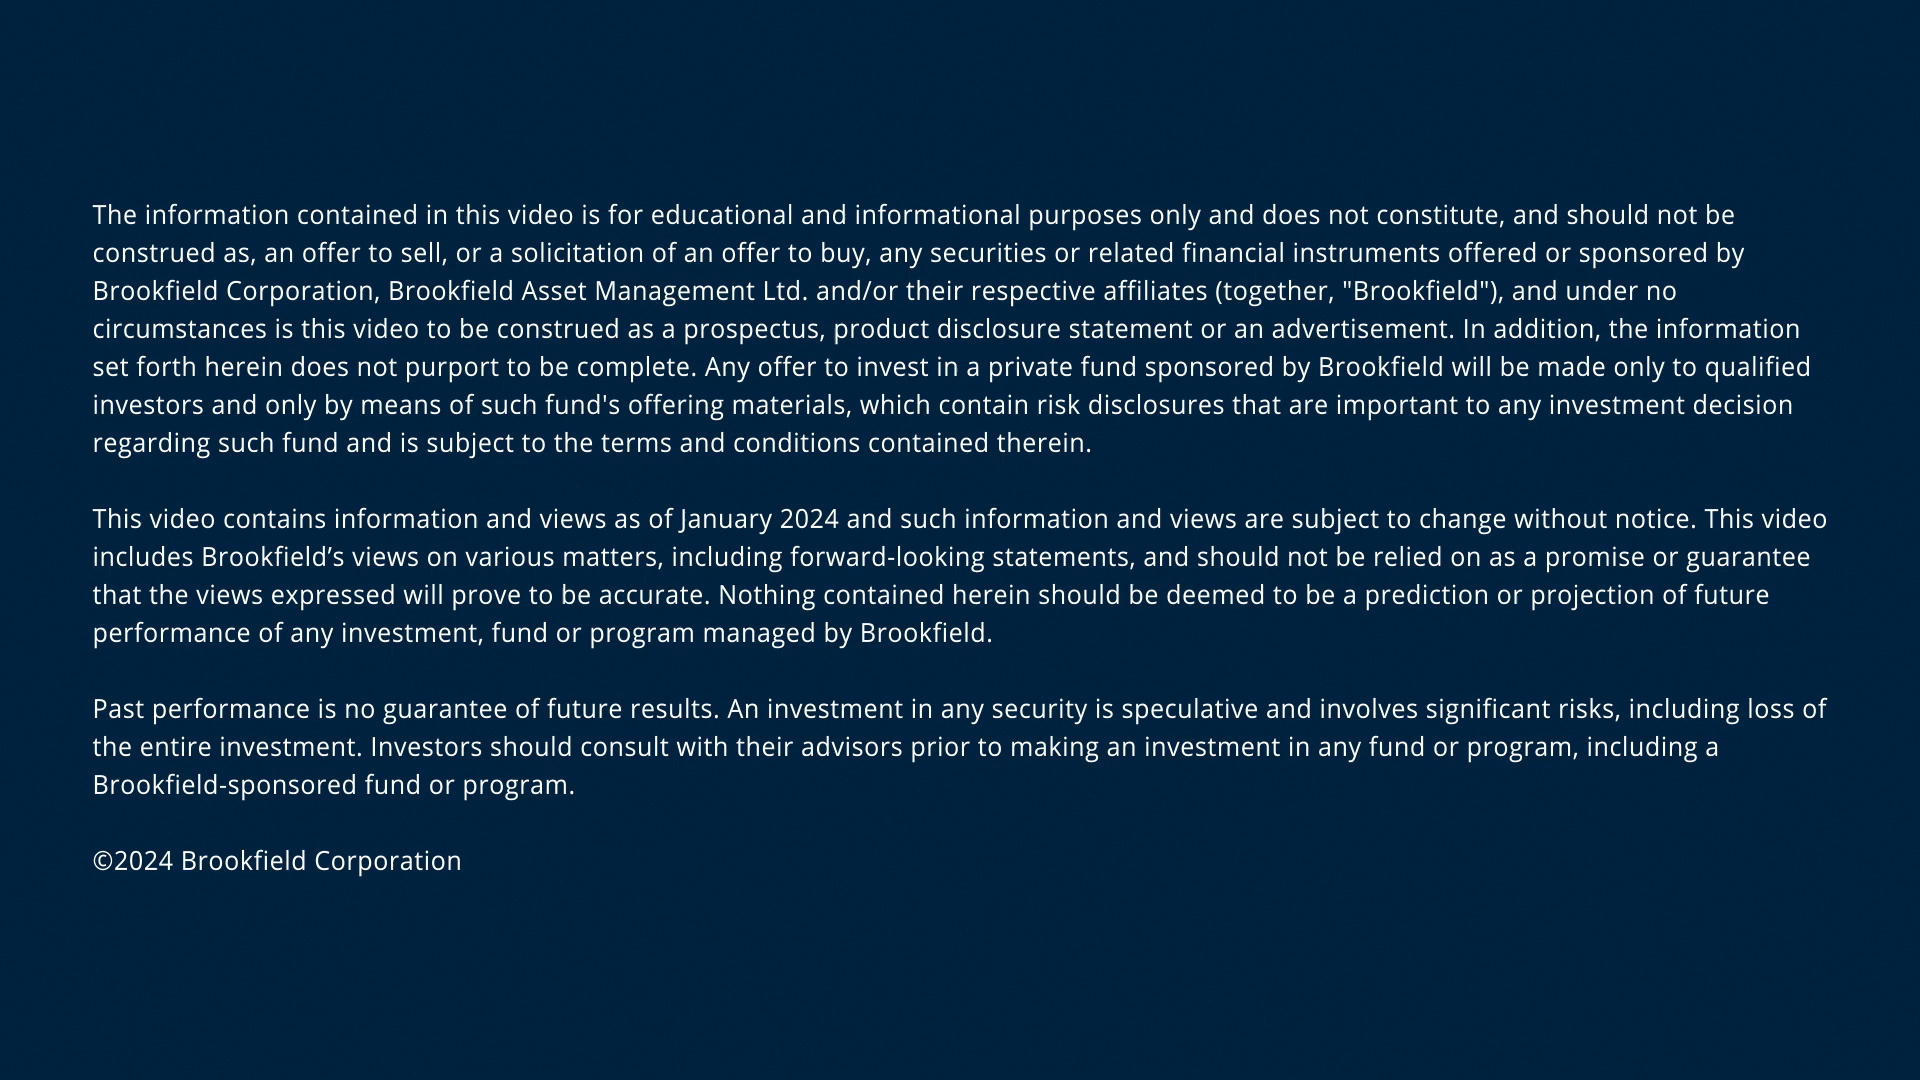 The information contained in this video is for educational and informational purposes only and does not constitute, and should not be
construed as, an offer to sell, or a solicitation of an offer to buy, any securities or related financial instruments offered or sponsored by
Brookfield Corporation, Brookfield Asset Management Ltd. and/or their respective affiliates (together, "Brookfield"), and under no
circumstances is this video to be construed as a prospectus, product disclosure statement or an advertisement. In addition, the information
set forth herein does not purport to be complete. Any offer to invest in a private fund sponsored by Brookfield will be made only to qualified
investors and only by means of such fund's offering materials, which contain risk disclosures that are important to any investment decision
regarding such fund and is subject to the terms and conditions contained therein.
This video contains information and views as of January 2024 and such information and views are subject to change without notice. This video
includes Brookfield’s views on various matters, including forward-looking statements, and should not be relied on as a promise or guarantee
that the views expressed will prove to be accurate. Nothing contained herein should be deemed to be a prediction or projection of future
performance of any investment, fund or program managed by Brookfield.
Past performance is no guarantee of future results. An investment in any security is speculative and involves significant risks, including loss of
the entire investment. Investors should consult with their advisors prior to making an investment in any fund or program, including a
Brookfield-sponsored fund or program.
©2024 Brookfield Corporation